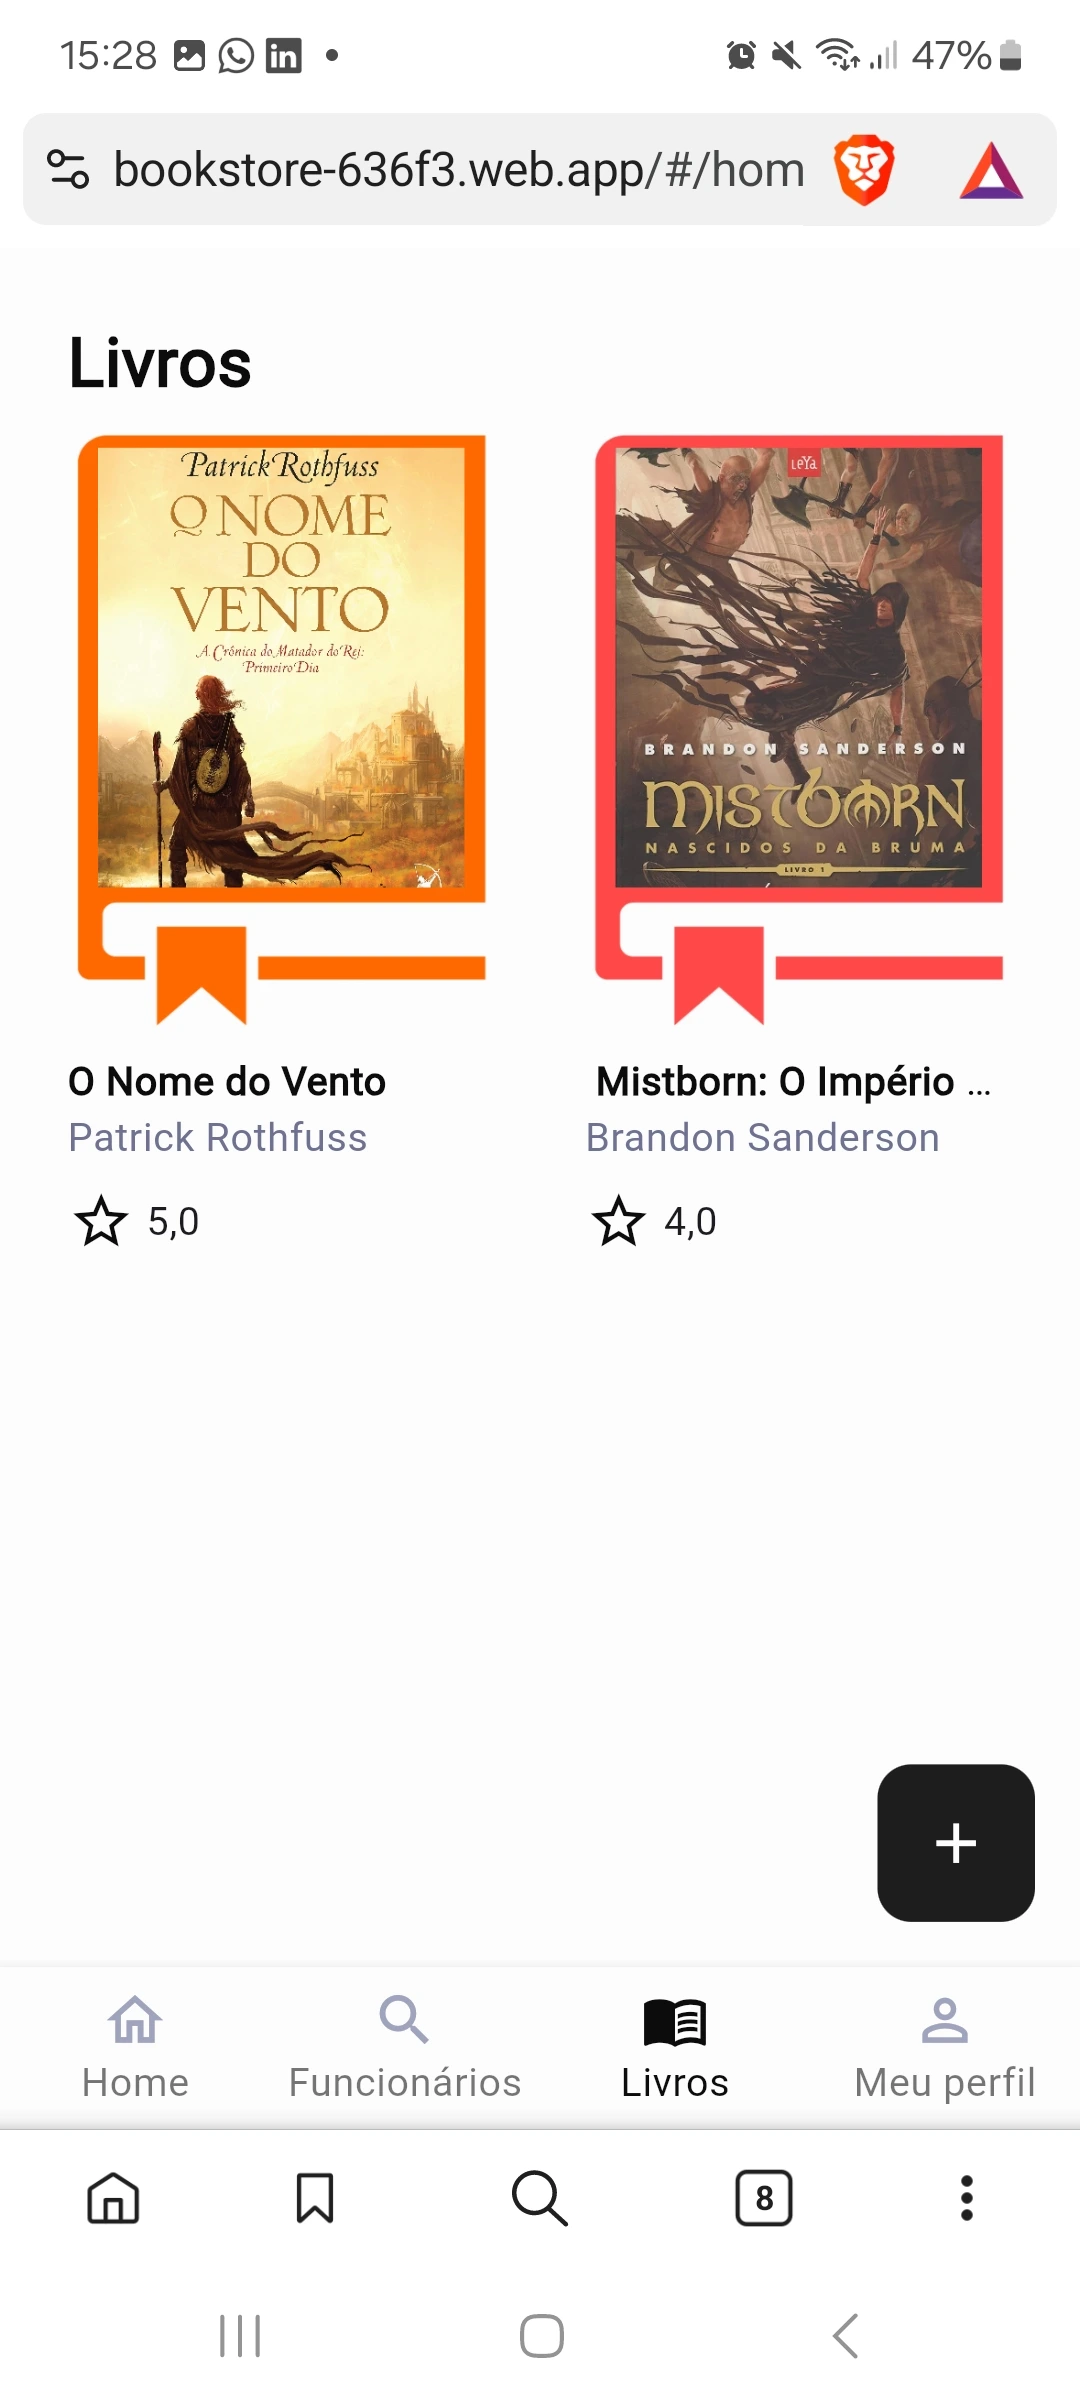 15:28
47%
bookstore-636f3.web.app/#/hom
Livros
Patrick Rothfuss
O NOME
DO
VENTO
A Crônica do Matador do Rei:
Primeiro Dia
LeYa
BRANDON SANDERSON
MISTBORN
NASCIDOS DA BRUMA
LIVRO 1
O Nome do Vento
Patrick Rothfuss
5,0
Mistborn: O Império ...
Brandon Sanderson
4,0
Home
Funcionários
Livros
Meu perfil
8